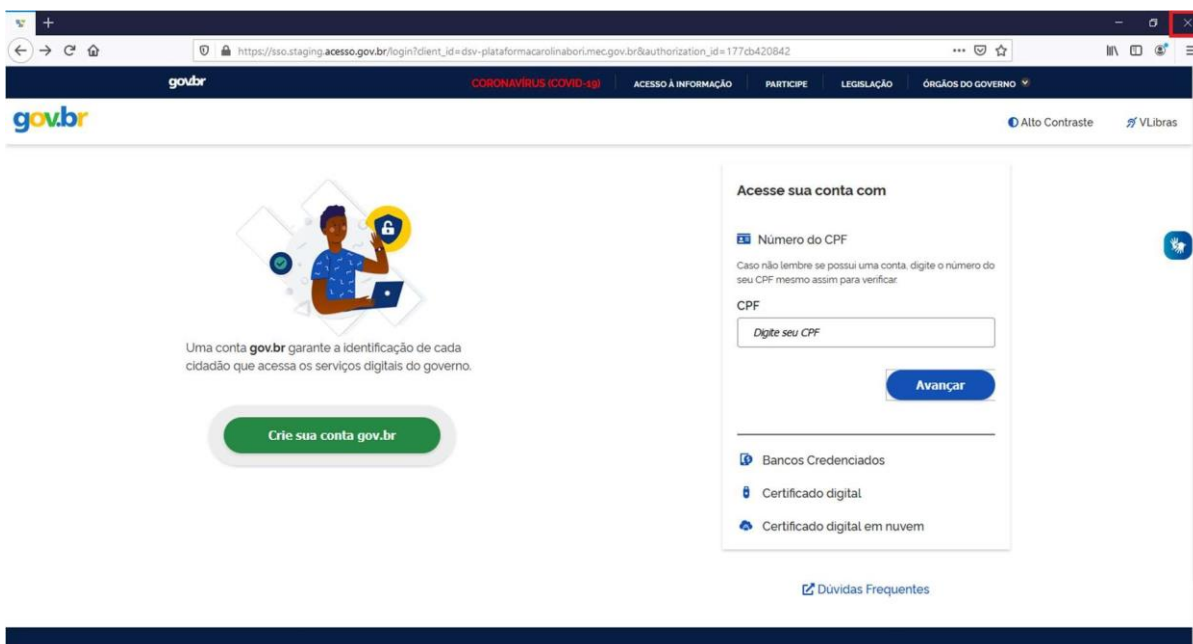 https://sso.staging.acesso.gov.br/login?client_id=dsv-plataformacarolinabori.mec.gov.br&authorization_id=177cb420842
govbr
CORONAVÍRUS (COVID-19)
ACESSO À INFORMAÇÃO
PARTICIPE
LEGISLAÇÃO
ÓRGÃOS DO GOVERNO
gov.br
Alto Contraste
VLibras
Uma conta gov.br garante a identificação de cada
cidadão que acessa os serviços digitais do governo.
Crie sua conta gov.br
Acesse sua conta com
Número do CPF
Caso não lembre se possui uma conta, digite o número do
seu CPF mesmo assim para verificar.
CPF
Digite seu CPF
Avançar
Bancos Credenciados
Certificado digital
Certificado digital em nuvem
Dúvidas Frequentes